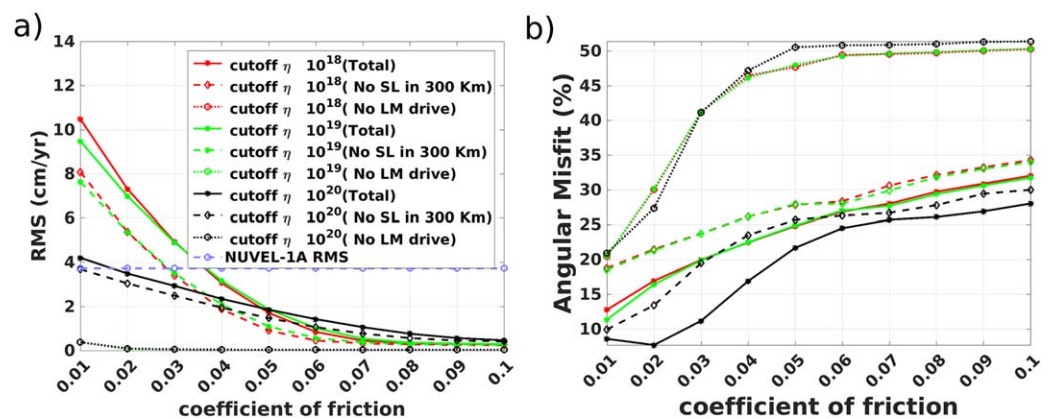 a)
RMS (cm/yr)
14
12
10
8
6
4
2
0
cutoff η 10^18(Total)
cutoff η 10^18( No SL in 300 Km)
cutoff η 10^18( No LM drive)
cutoff η 10^19(Total)
cutoff η 10^19(No SL in 300 Km)
cutoff η 10^19( No LM drive)
cutoff η 10^20(Total)
cutoff η 10^20( No SL in 300 Km)
cutoff η 10^20( No LM drive)
NUVEL-1A RMS
0.01 0.02 0.03 0.04 0.05 0.06 0.07 0.08 0.09 0.1
coefficient of friction
b)
Angular Misfit (%)
50
45
40
35
30
25
20
15
10
0.01 0.02 0.03 0.04 0.05 0.06 0.07 0.08 0.09 0.1
coefficient of friction